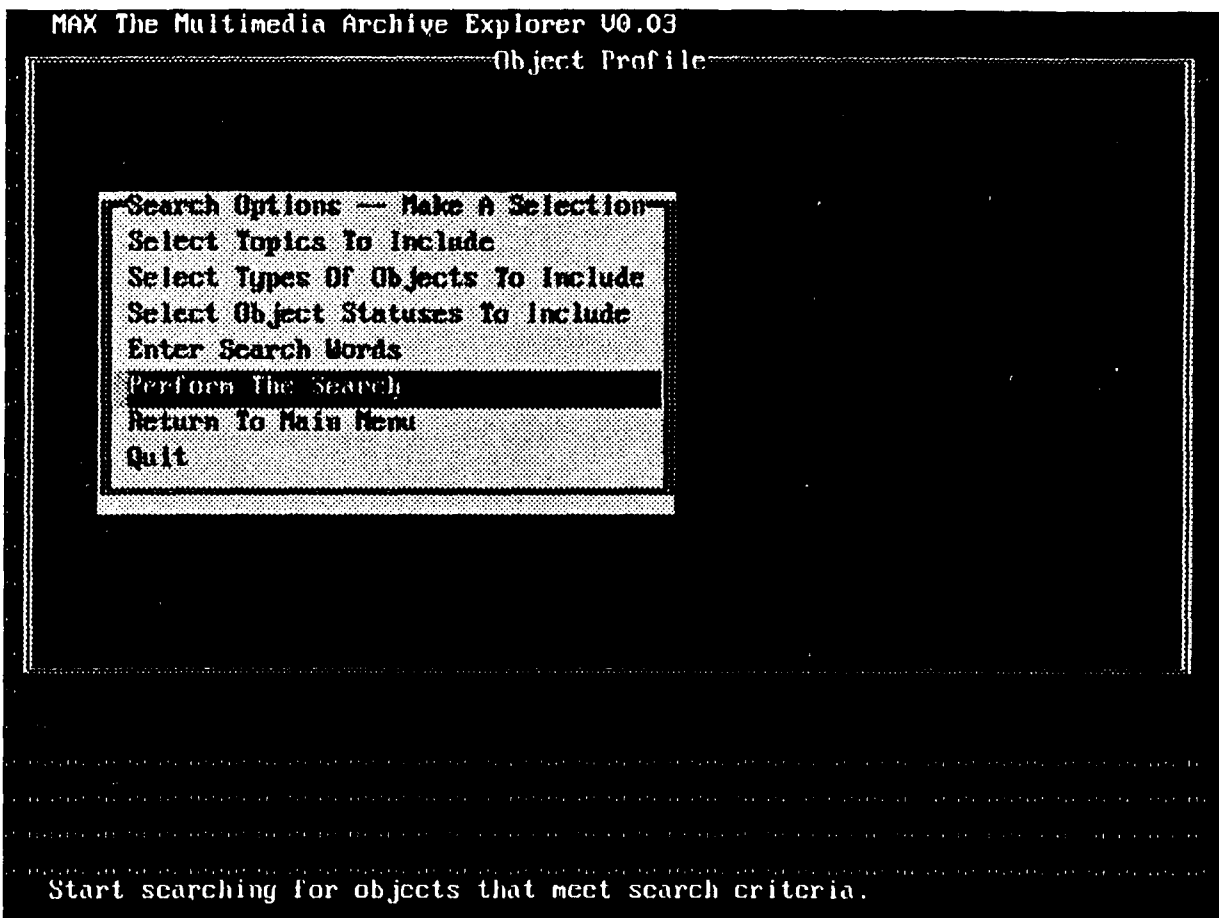 MAX The Multimedia Archive Explorer V0.03
Object Profile
Search Options — Make A Selection
Select Topics To Include
Select Types Of Objects To Include
Select Object Statuses To Include
Enter Search Words
Perform The Search
Return To Main Menu
Quit
Start searching for objects that meet search criteria.